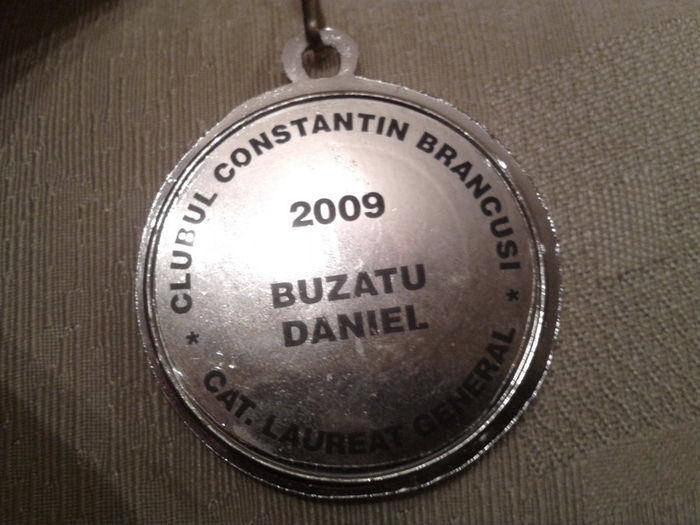 CLUBUL CONSTANTIN BRANCUSI
2009
BUZATU
DANIEL
* CAT. LAUREAT GENERAL *